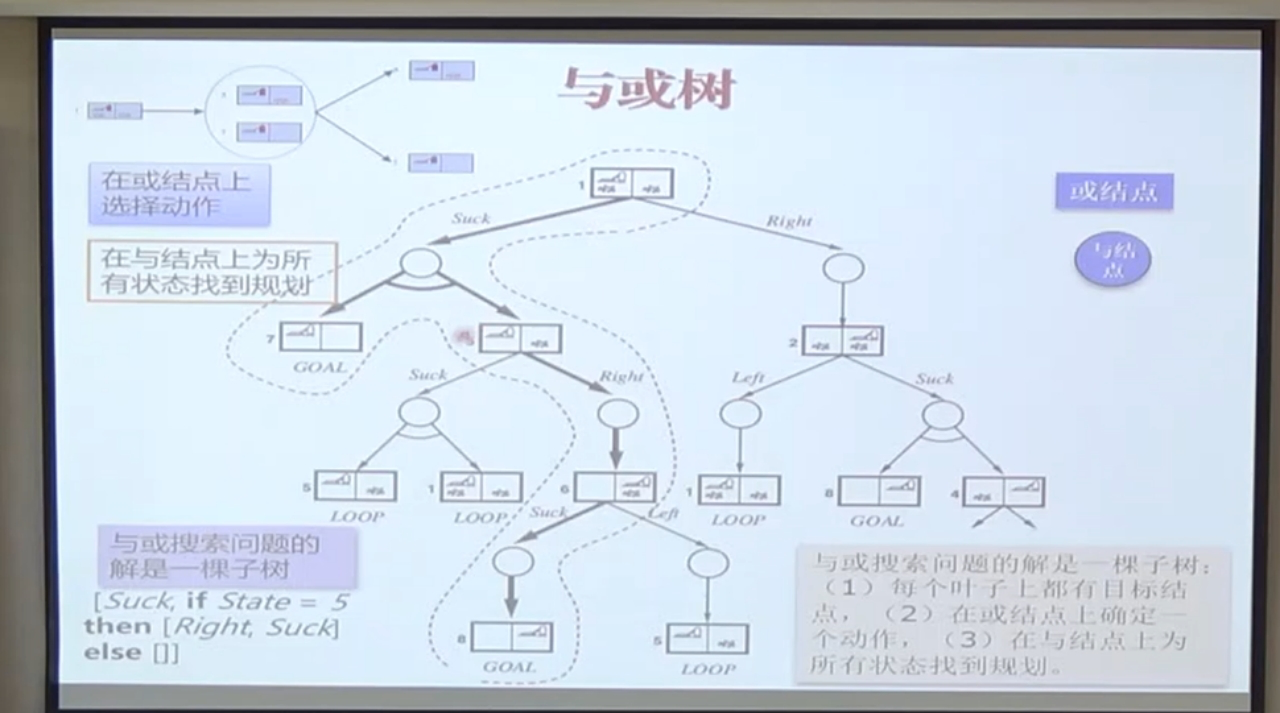 与或树
在或结点上
选择动作
在与结点上为所
有状态找到规划
或结点
与结
点
1
Suck
Right
7
GOAL
2
Suck
Right
Left
Suck
5
LOOP
1
LOOP
6
1
LOOP
8
GOAL
4
Suck
Left
8
GOAL
5
LOOP
与或搜索问题的
解是一棵子树
[Suck, if State = 5
then [Right, Suck]
else []]
与或搜索问题的解是一棵子树:
(1)每个叶子上都有目标结
点,(2)在或结点上确定一
个动作,(3)在与结点上为
所有状态找到规划。